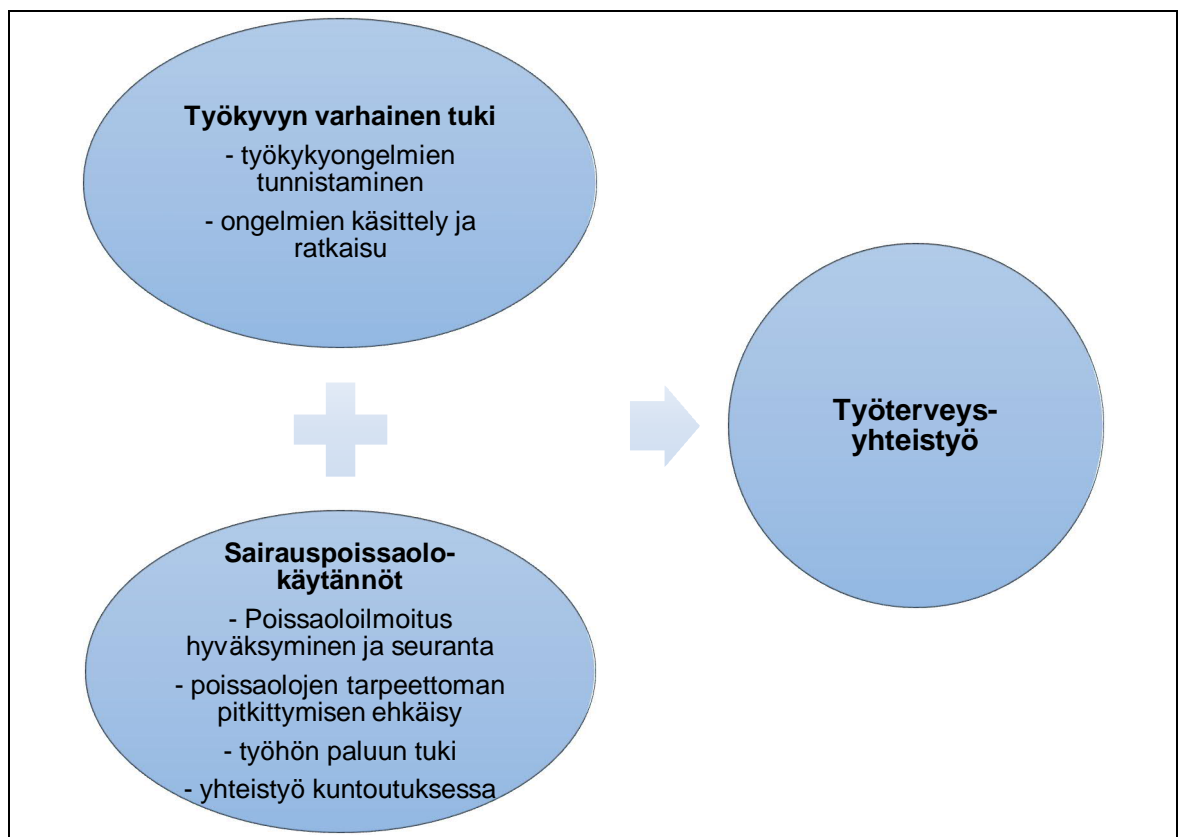 Työkyvyn varhainen tuki
- työkykyongelmien
tunnistaminen
- ongelmien käsittely ja
ratkaisu
Sairauspoissaolo-
käytännöt
- Poissaoloilmoitus
hyväksyminen ja seuranta
- poissaolojen tarpeettoman
pitkittymisen ehkäisy
- työhön paluun tuki
- yhteistyö kuntoutuksessa
Työterveys-
yhteistyö